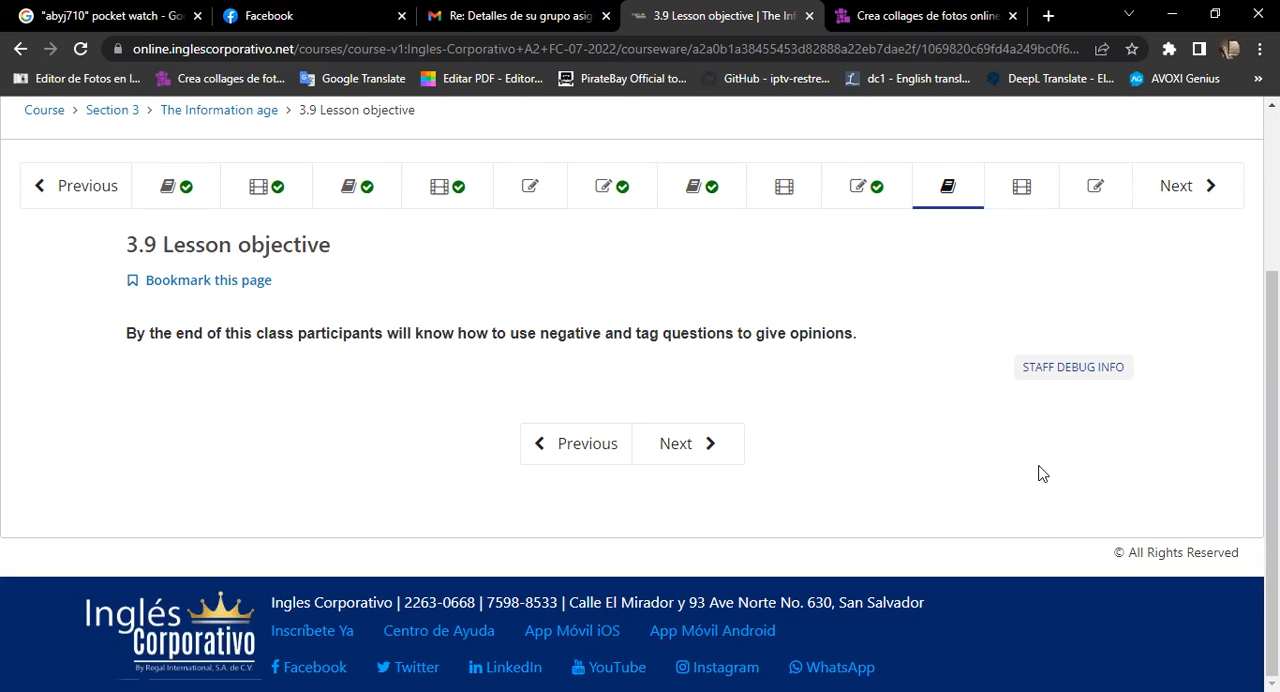 "abyj710" pocket watch - Go
Facebook
Re: Detalles de su grupo asig
3.9 Lesson objective | The In
Crea collages de fotos online
online.inglescorporativo.net/courses/course-v1:Ingles-Corporativo+A2+FC-07-2022/courseware/a2a0b1a38455453d82888a22eb7dae2f/1069820c69fd4a249bc0f6...
Editor de Fotos en l...
Crea collages de fot...
Google Translate
Editar PDF - Editor...
PirateBay Official to...
GitHub - iptv-restre...
dc1 - English transl...
DeepL Translate - El...
AVOXI Genius
»
Course > Section 3 > The Information age > 3.9 Lesson objective
Previous
Next
3.9 Lesson objective
Bookmark this page
By the end of this class participants will know how to use negative and tag questions to give opinions.
STAFF DEBUG INFO
Previous
Next
© All Rights Reserved
Inglés
Corporativo
By Regal International, S.A. de C.V.
Ingles Corporativo | 2263-0668 | 7598-8533 | Calle El Mirador y 93 Ave Norte No. 630, San Salvador
Inscríbete Ya
Centro de Ayuda
App Móvil iOS
App Móvil Android
Facebook
Twitter
LinkedIn
YouTube
Instagram
WhatsApp